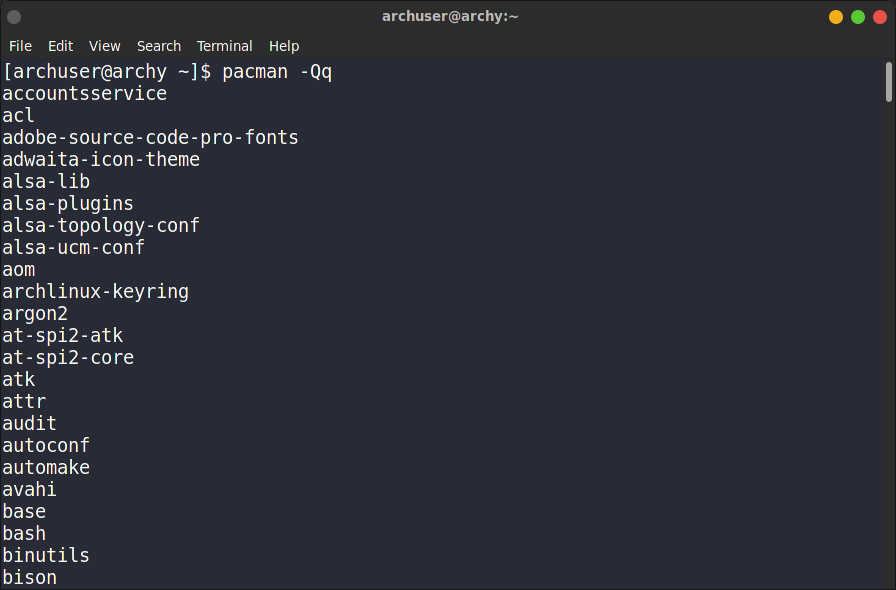 archuser@archy:~
File Edit View Search Terminal Help
[archuser@archy ~]$ pacman -Qq
accountsservice
acl
adobe-source-code-pro-fonts
adwaita-icon-theme
alsa-lib
alsa-plugins
alsa-topology-conf
alsa-ucm-conf
aom
archlinux-keyring
argon2
at-spi2-atk
at-spi2-core
atk
attr
audit
autoconf
automake
avahi
base
bash
binutils
bison